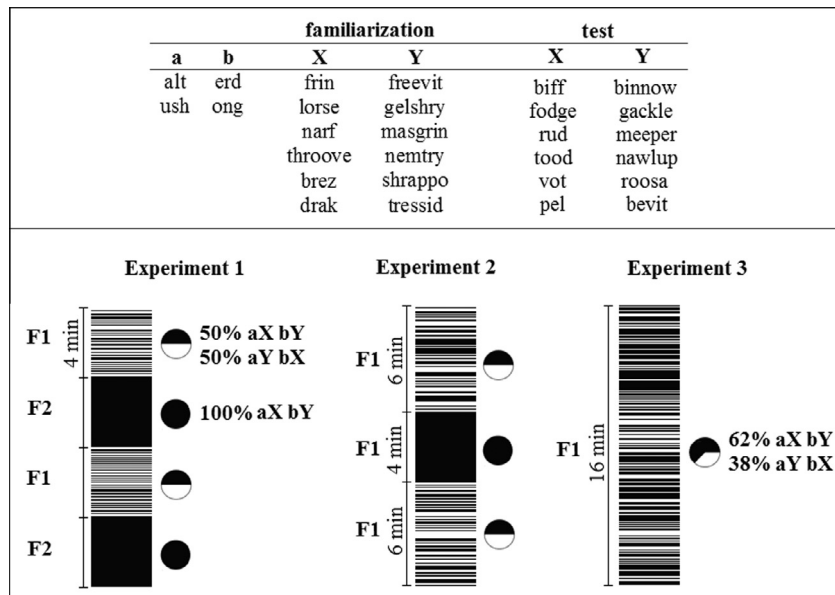 familiarization test
a b X Y X Y
alt erd frin freevit biff binnow
ush ong lorse gelshry fodge gackle
narf masgrin rud meeper
throove nemtry tood nawlup
brez shrappo vot roosa
drak tressid pel bevit
Experiment 1 Experiment 2 Experiment 3
F1 4 min 50% aX bY
50% aY bX
F2 100% aX bY
F1
F2
F1 6 min
F1 4 min
F1 6 min
F1 16 min 62% aX bY
38% aY bX